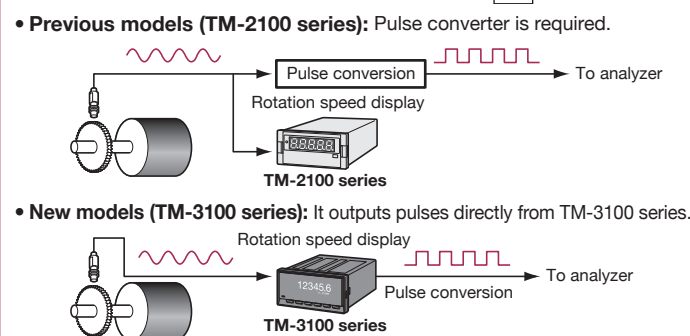 • Previous models (TM-2100 series): Pulse converter is required.
Pulse conversion
To analyzer
Rotation speed display
8.8.8.8.8.
TM-2100 series
• New models (TM-3100 series): It outputs pulses directly from TM-3100 series.
Rotation speed display
12345.6
To analyzer
Pulse conversion
TM-3100 series